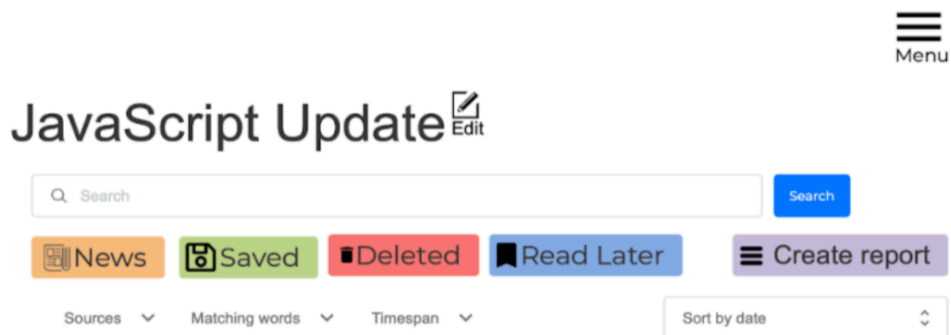 Menu
JavaScript Update Edit
Search Search
News Saved Deleted Read Later Create report
Sources Matching words Timespan Sort by date